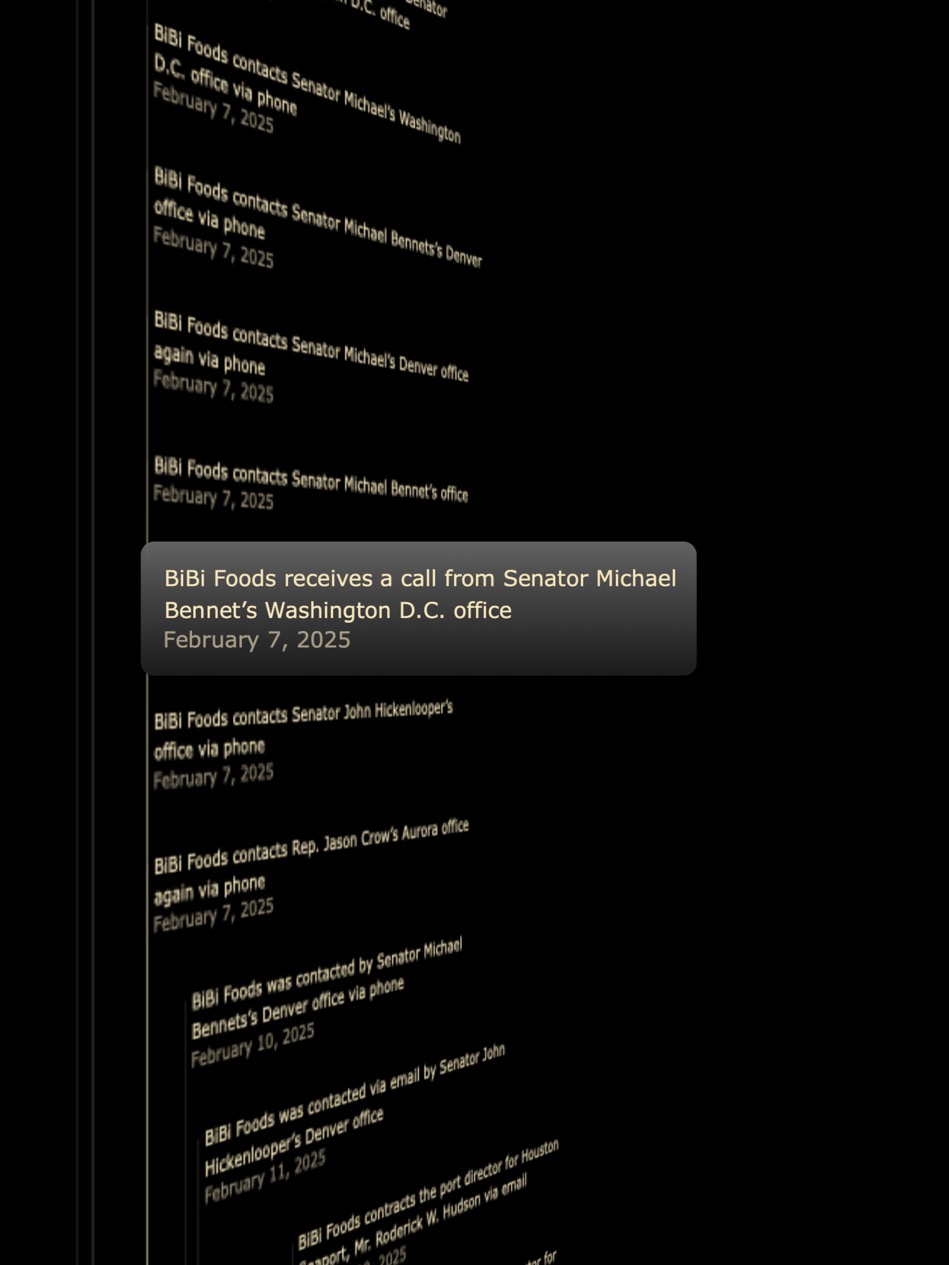 D.C. office
BiBi Foods contacts Senator Michael’s Washington
D.C. office via phone
February 7, 2025
BiBi Foods contacts Senator Michael Bennets’s Denver
office via phone
February 7, 2025
BiBi Foods contacts Senator Michael’s Denver office
again via phone
February 7, 2025
BiBi Foods contacts Senator Michael Bennet’s office
February 7, 2025
BiBi Foods receives a call from Senator Michael
Bennet’s Washington D.C. office
February 7, 2025
BiBi Foods contacts Senator John Hickenlooper’s
office via phone
February 7, 2025
BiBi Foods contacts Rep. Jason Crow’s Aurora office
again via phone
February 7, 2025
BiBi Foods was contacted by Senator Michael
Bennets’s Denver office via phone
February 10, 2025
BiBi Foods was contacted via email by Senator John
Hickenlooper’s Denver office
February 11, 2025
BiBi Foods contracts the port director for Houston
Mr. Roderick W. Hudson via email
2025
for